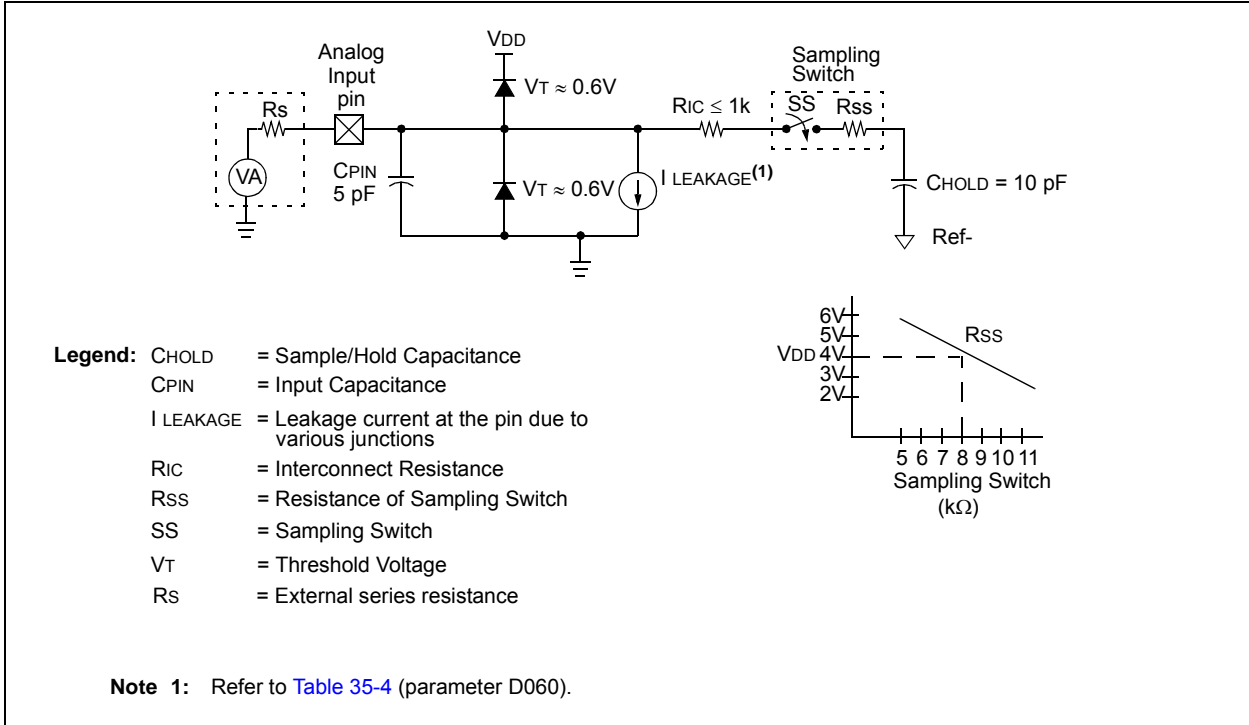 VDD
Analog
Input
pin
Sampling
Switch
VT ≈ 0.6V
RIC ≤ 1k
SS
Rss
Rs
VA
CPIN
5 pF
VT ≈ 0.6V
I LEAKAGE(1)
CHOLD = 10 pF
Ref-
6V
5V
VDD 4V
3V
2V
RSS
5 6 7 8 9 10 11
Sampling Switch
(kΩ)
Legend: CHOLD = Sample/Hold Capacitance
CPIN = Input Capacitance
I LEAKAGE = Leakage current at the pin due to
various junctions
RIC = Interconnect Resistance
RSS = Resistance of Sampling Switch
SS = Sampling Switch
VT = Threshold Voltage
RS = External series resistance
Note 1: Refer to Table 35-4 (parameter D060).